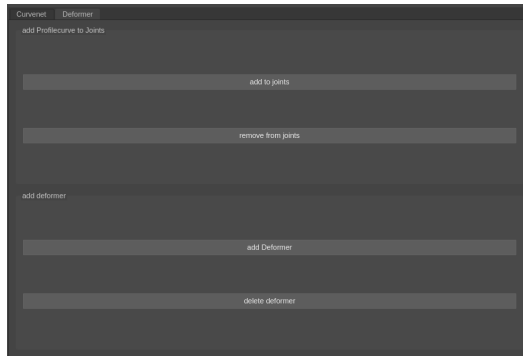 Curvenet Deformer
add Profilecurve to Joints
add to joints
remove from joints
add deformer
add Deformer
delete deformer